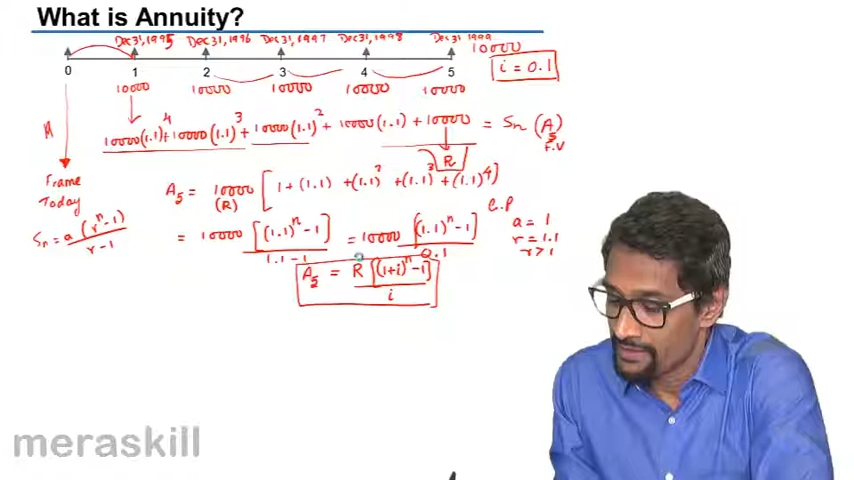 What is Annuity?
Dec 31, 1995 Dec 31, 1996 Dec 31, 1997 Dec 31, 1998 Dec 31, 1999
10000
0 1 2 3 4 5
i = 0.1
10000 10000 10000 10000 10000
10000(1.1)^4 + 10000(1.1)^3 + 10000(1.1)^2 + 10000(1.1) + 10000 = Sn (A5)
F.V
R
Frame
Today
A5 = 10000 [1 + (1.1) + (1.1)^2 + (1.1)^3 + (1.1)^4]
(R)
G.P
Sn = a(r^n-1)/r-1
= 10000 [(1.1)^n - 1]/1.1-1 = 10000 [(1.1)^n - 1]/0.1
a = 1
r = 1.1
r > 1
A5 = R [(1+i)^n - 1]/i
meraskill